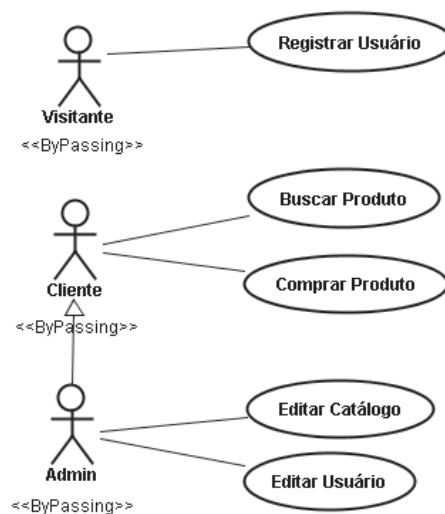 Registrar Usuário
Visitante
<<ByPassing>>
Buscar Produto
Comprar Produto
Cliente
<<ByPassing>>
Editar Catálogo
Editar Usuário
Admin
<<ByPassing>>